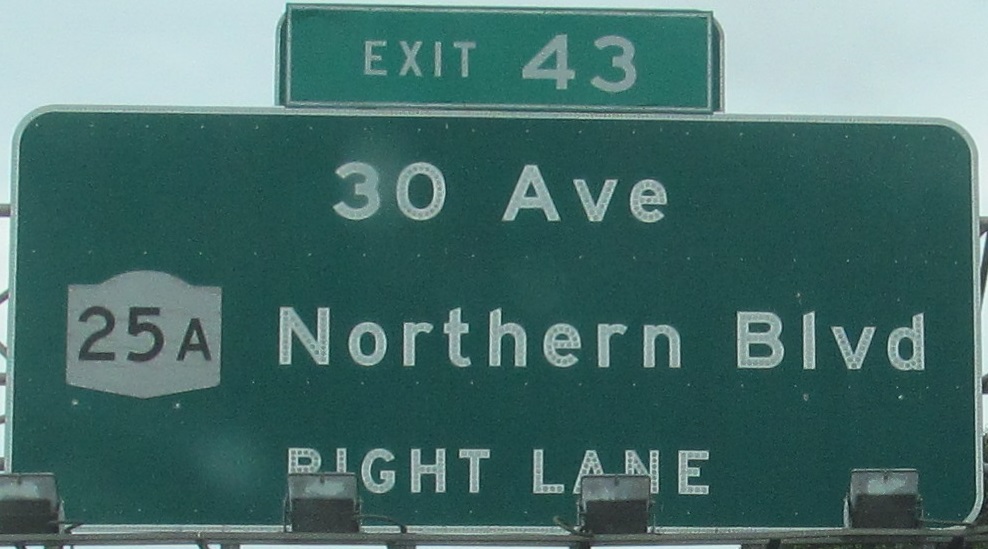 EXIT 43
30 Ave
25A Northern Blvd
RIGHT LANE